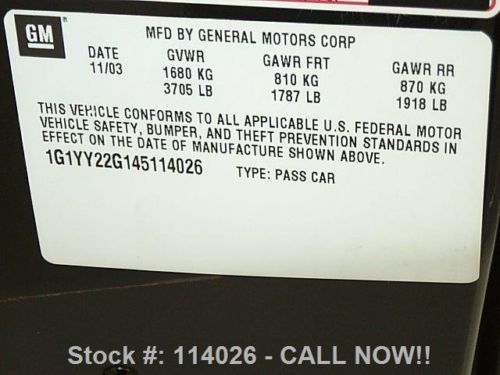 GM
MFD BY GENERAL MOTORS CORP
DATE GVWR GAWR FRT GAWR RR
11/03 1680 KG 810 KG 870 KG
3705 LB 1787 LB 1918 LB
THIS VEHICLE CONFORMS TO ALL APPLICABLE U.S. FEDERAL MOTOR
VEHICLE SAFETY, BUMPER, AND THEFT PREVENTION STANDARDS IN
EFFECT ON THE DATE OF MANUFACTURE SHOWN ABOVE.
1G1YY22G145114026 TYPE: PASS CAR
Stock #: 114026 - CALL NOW!!